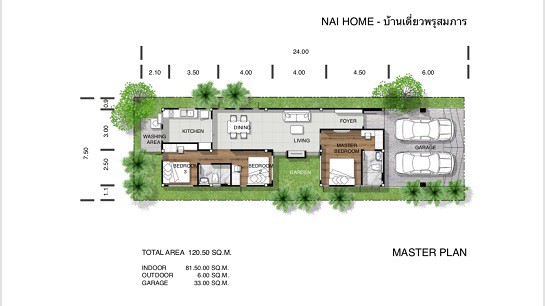 NAI HOME - บ้านเดี่ยวพรุสมภาร
24.00
2.10 3.50 4.00 4.00 4.00 6.00
0.9
3.00
7.50
2.50
1.1
WASHING AREA
KITCHEN
DINING
LIVING
FOYER
GARAGE
BEDROOM 3
BEDROOM
GARDEN
MASTER BEDROOM
TOTAL AREA 120.50 SQ.M.
MASTER PLAN
INDOOR 81.50.00 SQ.M.
OUTDOOR 6.00 SQ.M.
GARAGE 33.00 SQ.M.